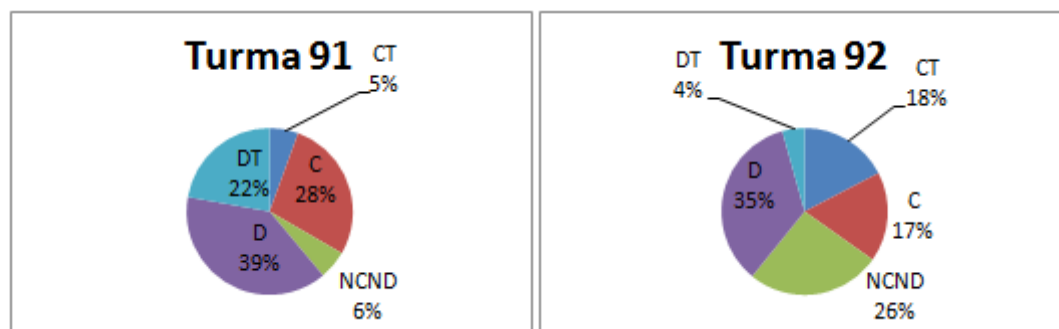 Turma 91
CT
5%
C
28%
NCND
6%
D
39%
DT
22%
Turma 92
CT
18%
C
17%
NCND
26%
D
35%
DT
4%